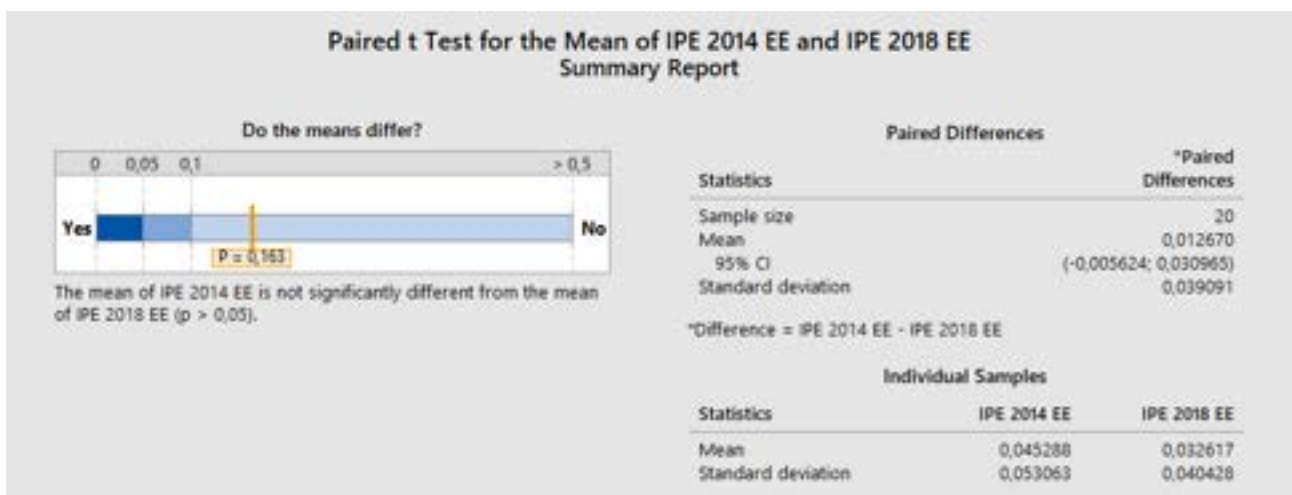 Paired t Test for the Mean of IPE 2014 EE and IPE 2018 EE
Summary Report
Do the means differ?
0 0,05 0,1 > 0,5
Yes No
P = 0,163
The mean of IPE 2014 EE is not significantly different from the mean
of IPE 2018 EE (p > 0,05).
Paired Differences
*Paired
Statistics Differences
Sample size 20
Mean 0,012670
95% CI (-0,005624; 0,030965)
Standard deviation 0,039091
*Difference = IPE 2014 EE - IPE 2018 EE
Individual Samples
Statistics IPE 2014 EE IPE 2018 EE
Mean 0,045288 0,032617
Standard deviation 0,053063 0,040428